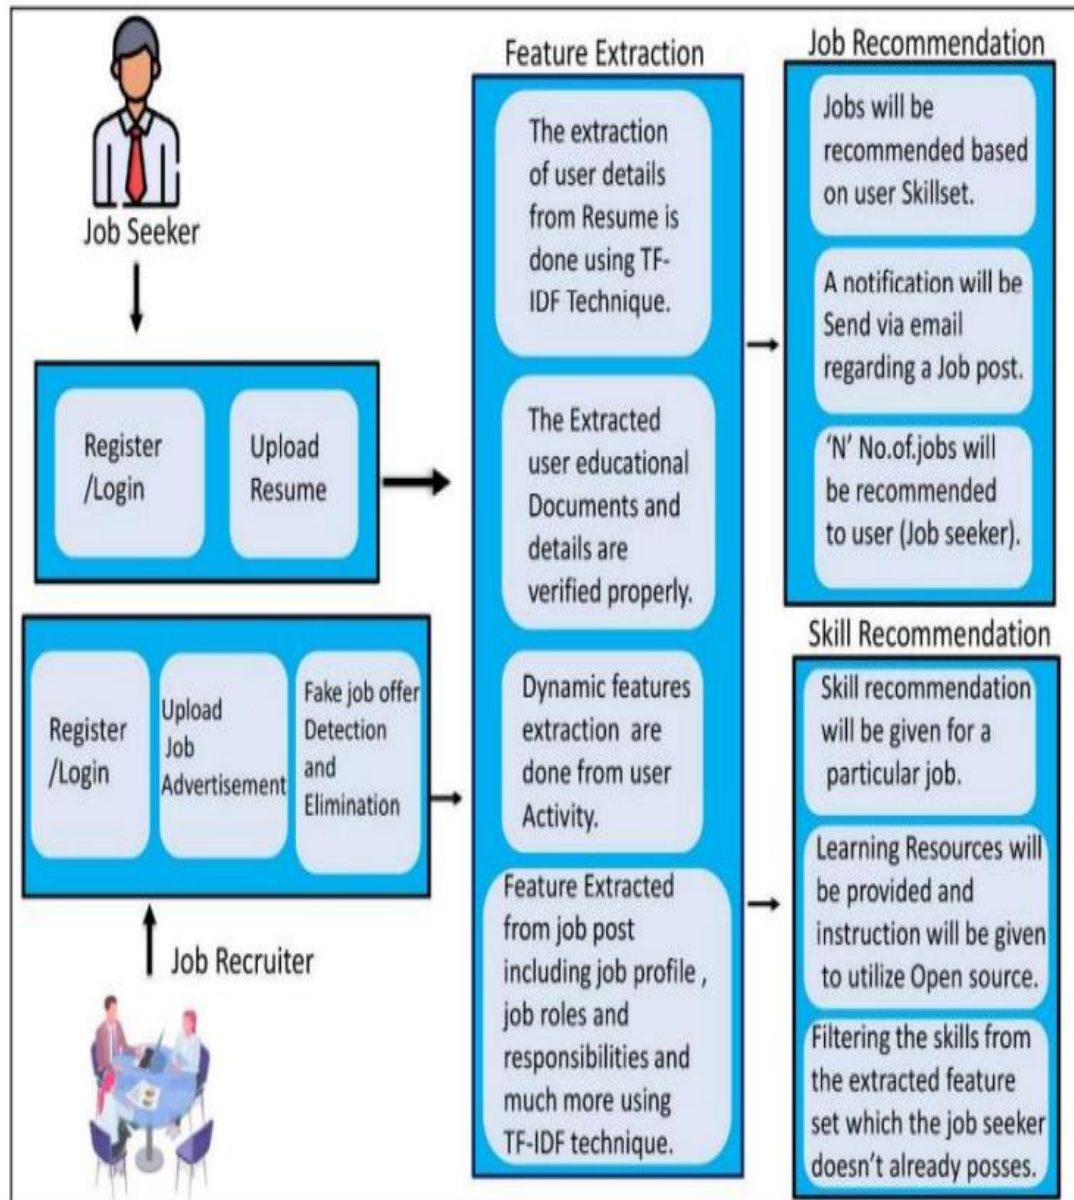 Job Seeker
Register
/Login
Upload
Resume
Register
/Login
Upload
Job
Advertisement
Fake job offer
Detection
and
Elimination
Job Recruiter
Feature Extraction
The extraction
of user details
from Resume is
done using TF-
IDF Technique.
The Extracted
user educational
Documents and
details are
verified properly.
Dynamic features
extraction are
done from user
Activity.
Feature Extracted
from job post
including job profile ,
job roles and
responsibilities and
much more using
TF-IDF technique.
Job Recommendation
Jobs will be
recommended based
on user Skillset.
A notification will be
Send via email
regarding a Job post.
‘N’ No.of.jobs will
be recommended
to user (Job seeker).
Skill Recommendation
Skill recommendation
will be given for a
particular job.
Learning Resources will
be provided and
instruction will be given
to utilize Open source.
Filtering the skills from
the extracted feature
set which the job seeker
doesn’t already posses.